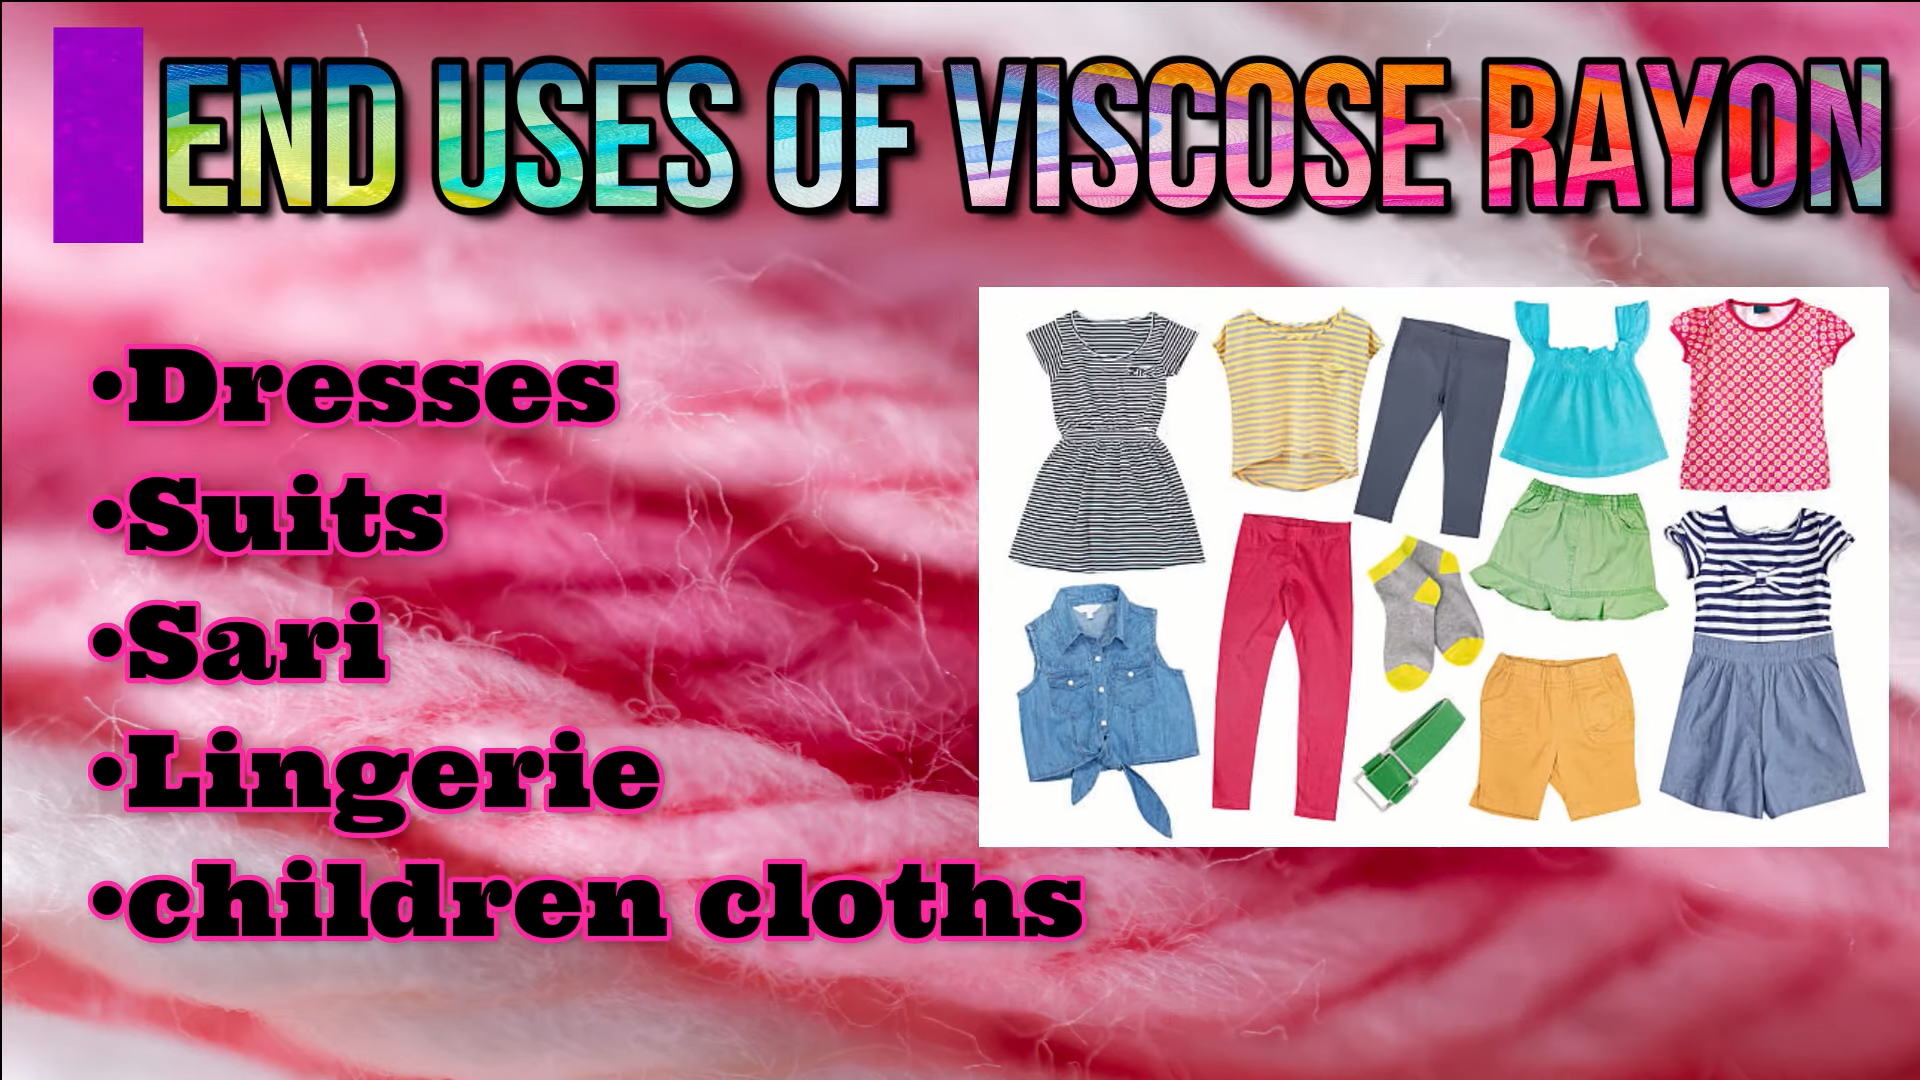 END USES OF VISCOSE RAYON
•Dresses
•Suits
•Sari
•Lingerie
•children cloths